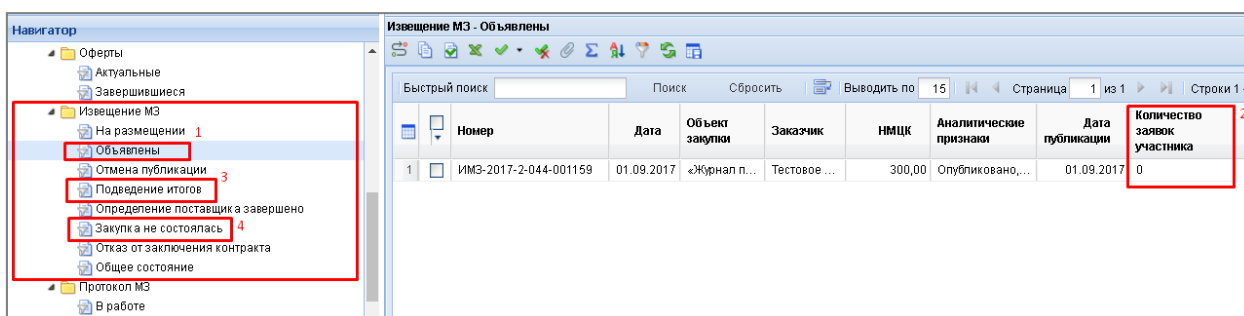 Навигатор
Оферты
Актуальные
Завершившиеся
Извещение МЗ
На размещении 1
Объявлены
Отмена публикации
3
Подведение итогов
Определение поставщика завершено
Закупка не состоялась 4
Отказ от заключения контракта
Общее состояние
Протокол МЗ
В работе
Извещение МЗ - Объявлены
Быстрый поиск Поиск Сбросить Выводить по 15 Страница 1 из 1 Строки 1
Номер Дата Объект закупки Заказчик НМЦК Аналитические признаки Дата публикации Количество заявок участника
1 ИМЗ-2017-2-044-001159 01.09.2017 «Журнал п... Тестовое ... 300,00 Опубликовано,... 01.09.2017 0